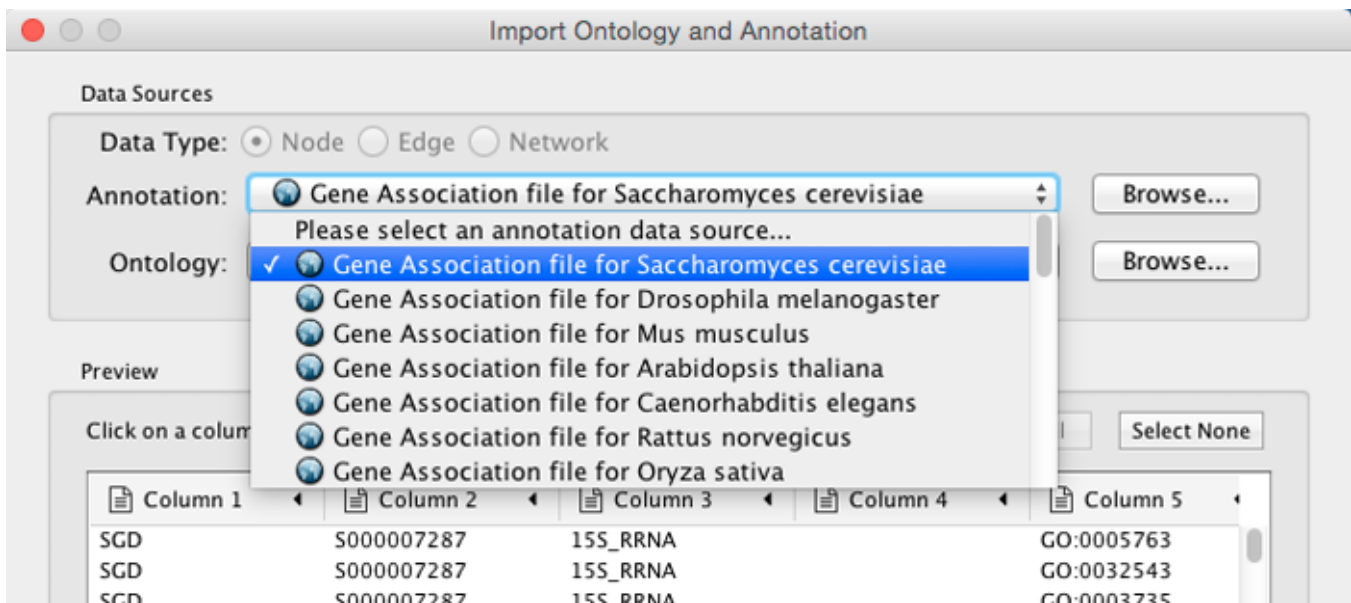 Import Ontology and Annotation
Data Sources
Data Type: Node Edge Network
Annotation: Gene Association file for Saccharomyces cerevisiae Browse...
Please select an annotation data source...
Ontology: ✓ Gene Association file for Saccharomyces cerevisiae Browse...
Gene Association file for Drosophila melanogaster
Gene Association file for Mus musculus
Preview
Gene Association file for Arabidopsis thaliana
Gene Association file for Caenorhabditis elegans
Click on a colum Gene Association file for Rattus norvegicus Select None
Gene Association file for Oryza sativa
Column 1 Column 2 Column 3 Column 4 Column 5
SGD S000007287 15S_RRNA GO:0005763
SGD S000007287 15S_RRNA GO:0032543
SGD S000007287 15S_RRNA GO:0003735